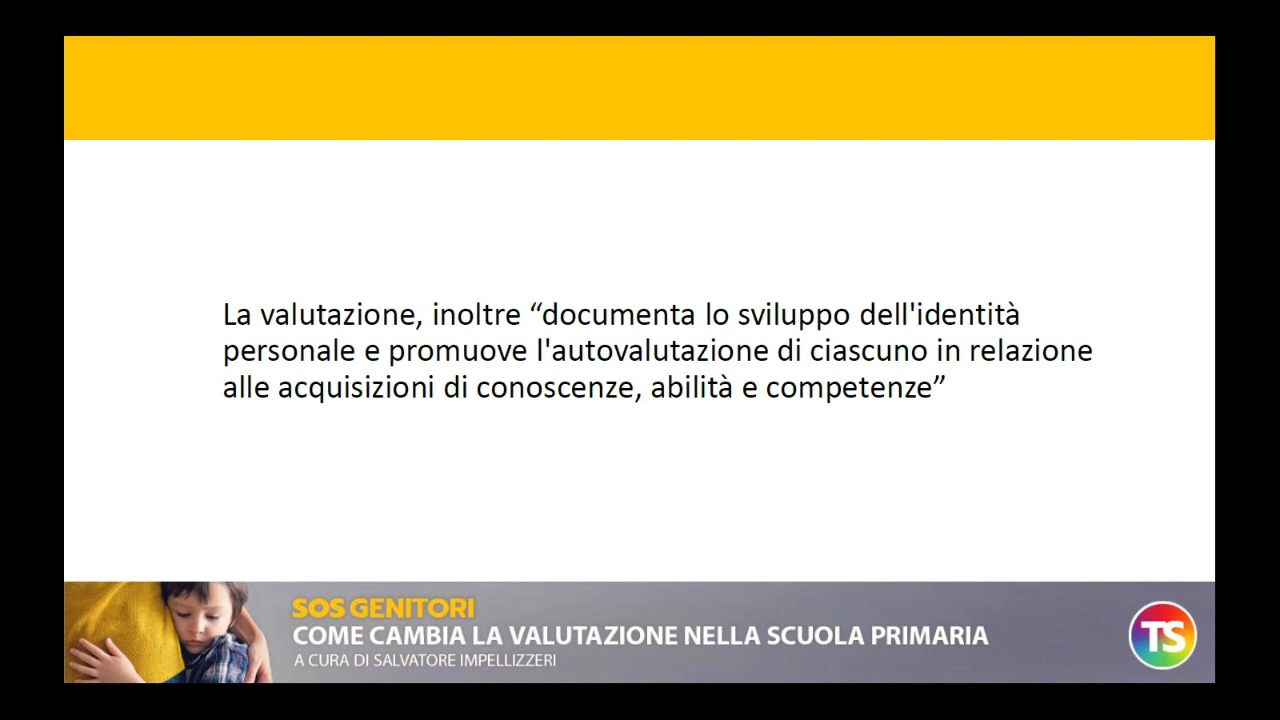 La valutazione, inoltre “documenta lo sviluppo dell'identità
personale e promuove l'autovalutazione di ciascuno in relazione
alle acquisizioni di conoscenze, abilità e competenze”
SOS GENITORI
COME CAMBIA LA VALUTAZIONE NELLA SCUOLA PRIMARIA
A CURA DI SALVATORE IMPELLIZZERI
TS